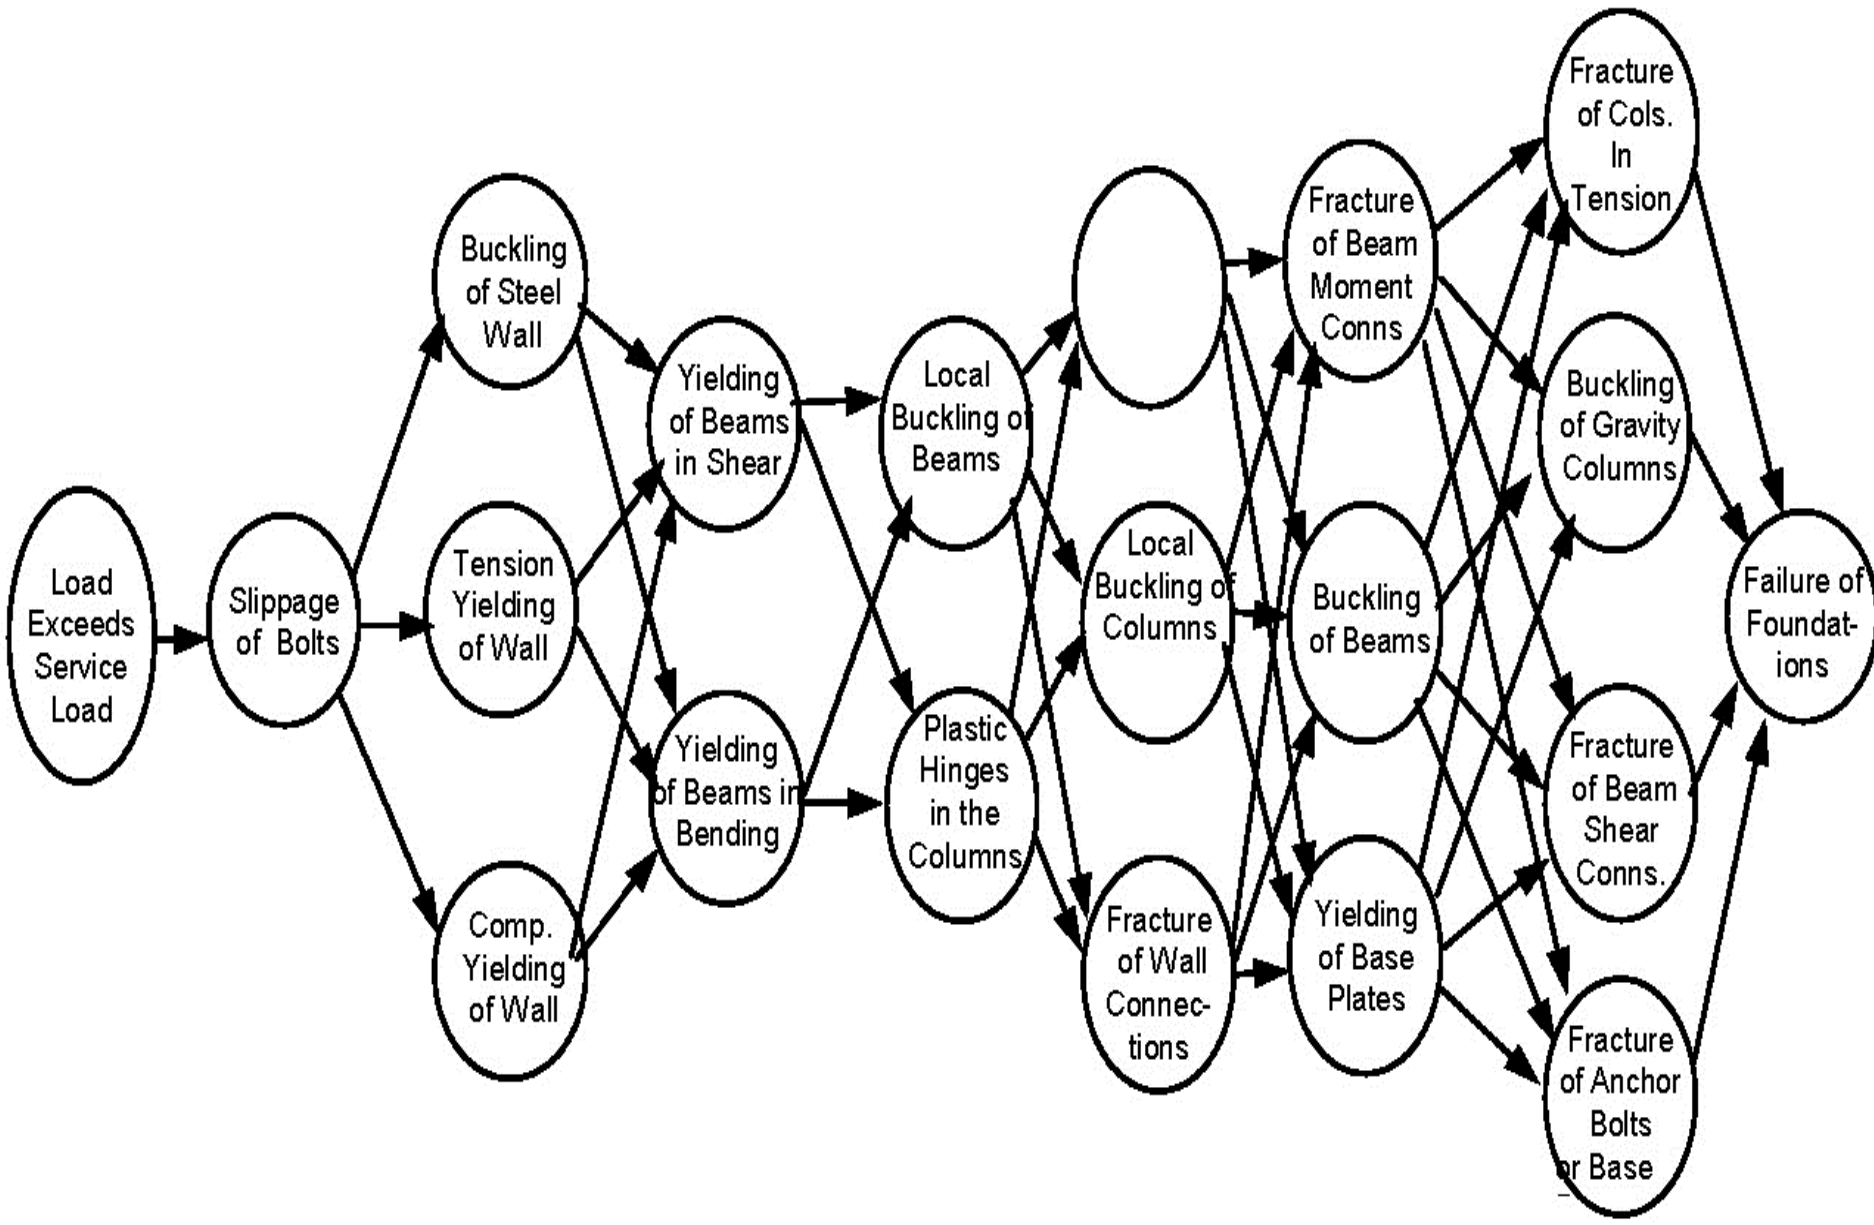 Load
Exceeds
Service
Load
Slippage
of Bolts
Buckling
of Steel
Wall
Tension
Yielding
of Wall
Comp.
Yielding
of Wall
Yielding
of Beams
in Shear
Yielding
of Beams in
Bending
Local
Buckling of
Beams
Plastic
Hinges
in the
Columns
Local
Buckling of
Columns
Fracture
of Wall
Connec-
tions
Fracture
of Beam
Moment
Conns
Buckling
of Beams
Yielding
of Base
Plates
Fracture
of Cols.
In
Tension
Buckling
of Gravity
Columns
Fracture
of Beam
Shear
Conns.
Fracture
of Anchor
Bolts
or Base
Failure of
Foundat-
ions